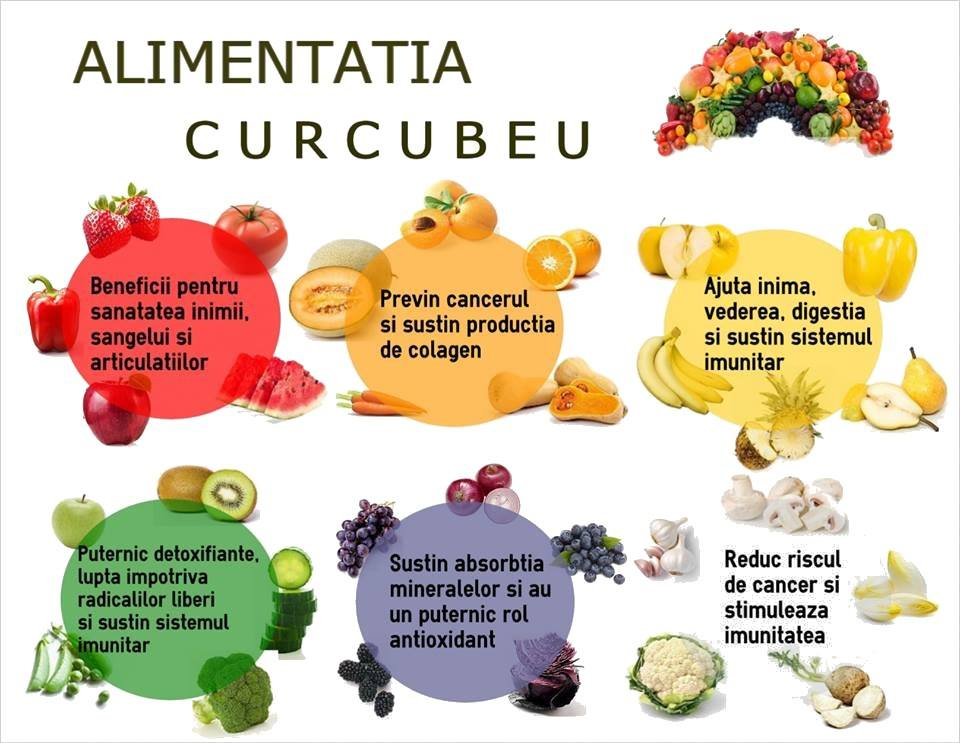 ALIMENTATIA
CURCUBEU
Beneficii pentru
sanatatea inimii,
sangelui si
articulatiilor
Previn cancerul
si sustin productia
de colagen
Ajuta inima,
vederea, digestia
si sustin sistemul
imunitar
Puternic detoxifiante,
lupta impotriva
radicalilor liberi
si sustin sistemul
imunitar
Sustin absorbtia
mineralelor si au
un puternic rol
antioxidant
Reduc riscul
de cancer si
stimuleaza
imunitatea